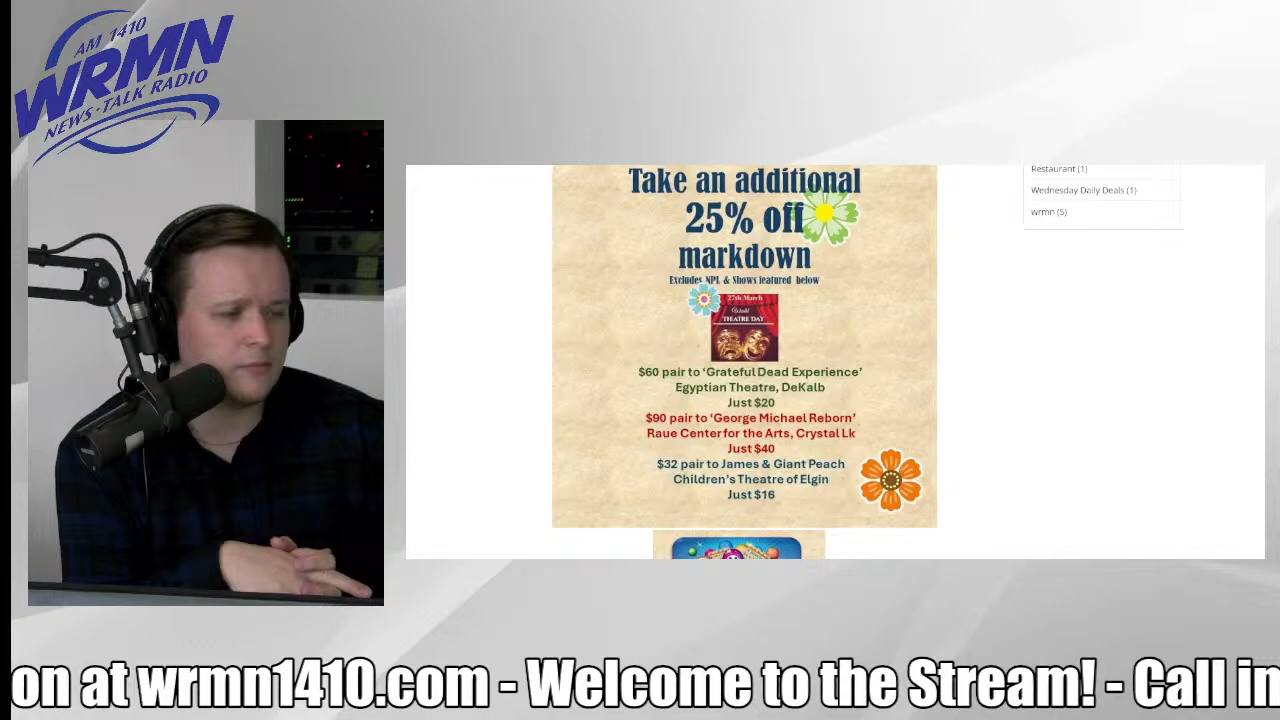 AM 1410
WRMN
NEWS·TALK RADIO
Take an additional
25% off
markdown
Excludes NPL & Shows featured below
27th March
World
THEATRE DAY
$60 pair to ‘Grateful Dead Experience’
Egyptian Theatre, DeKalb
Just $20
$90 pair to ‘George Michael Reborn’
Raue Center for the Arts, Crystal Lk
Just $40
$32 pair to James & Giant Peach
Children’s Theatre of Elgin
Just $16
Restaurant (1)
Wednesday Daily Deals (1)
wrmn (5)
on at wrmn1410.com - Welcome to the Stream! - Call in